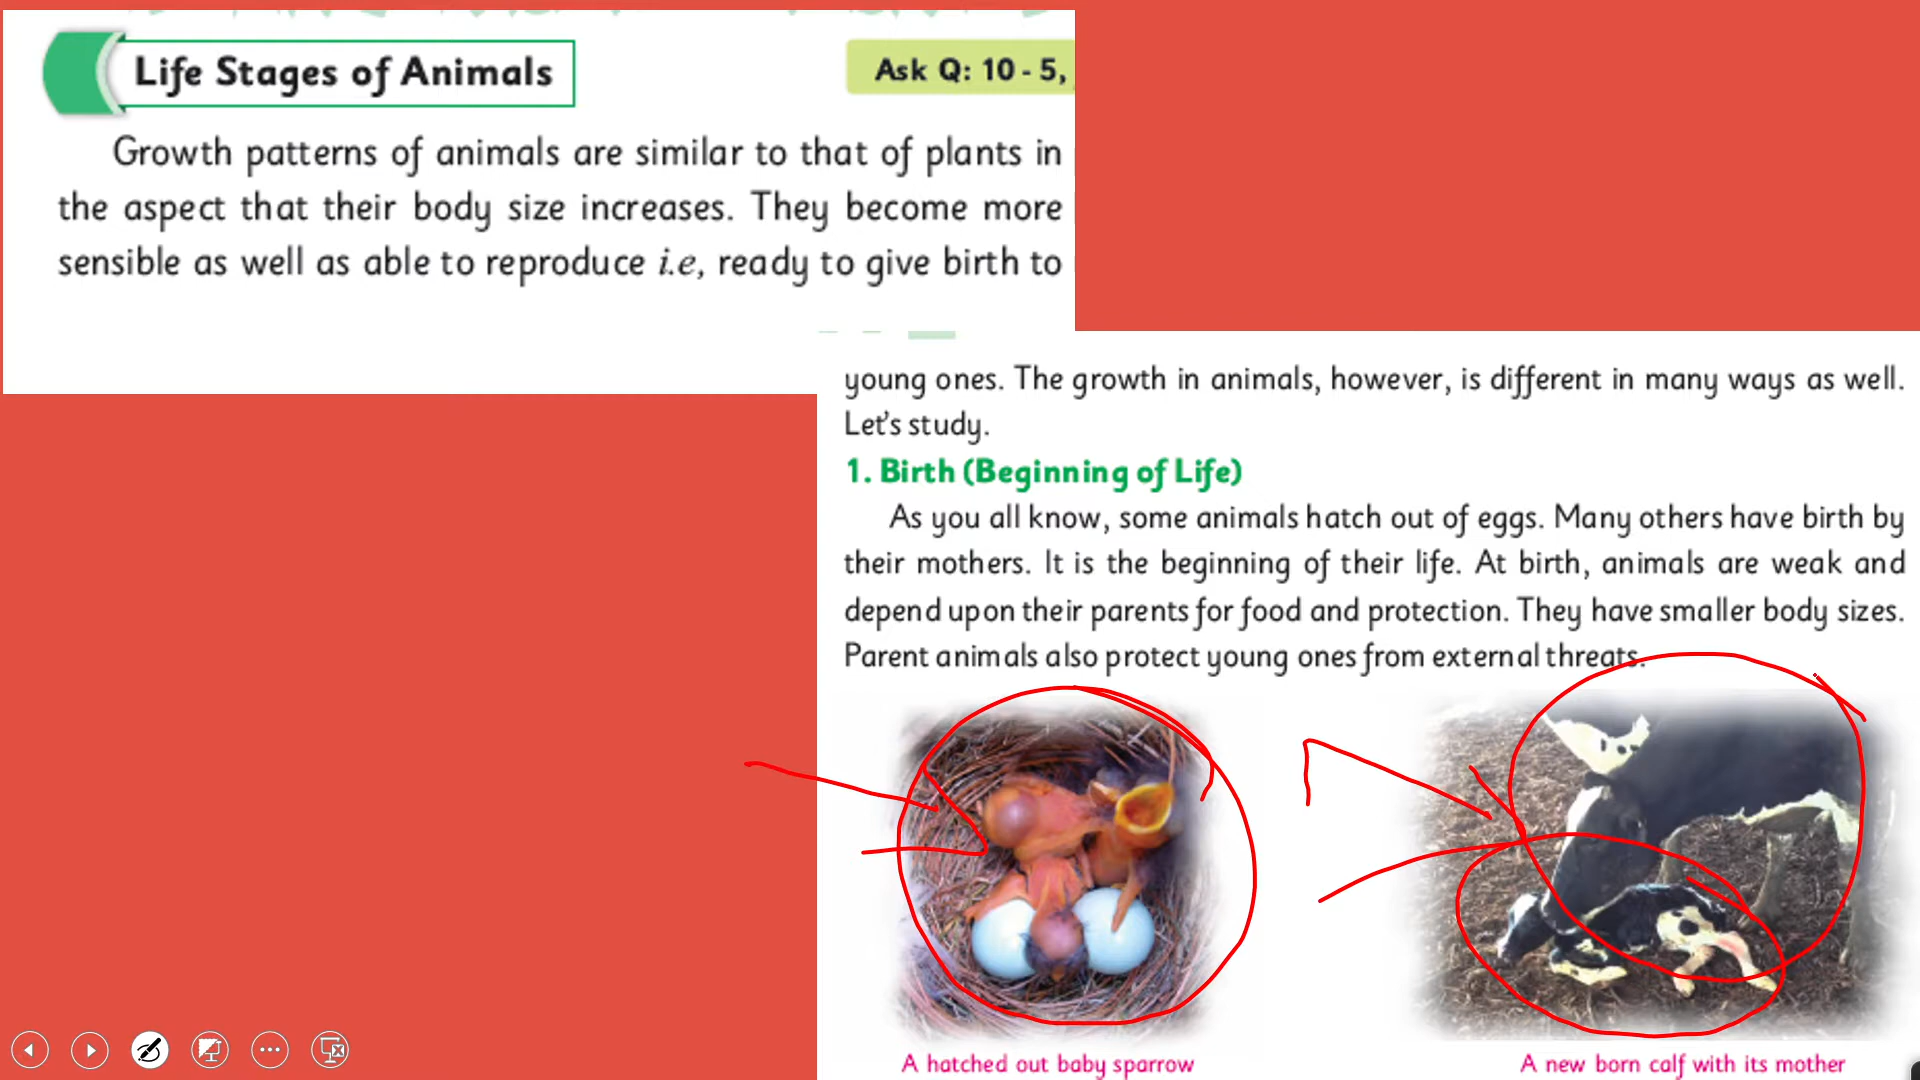 Life Stages of Animals
Ask Q: 10 - 5,
Growth patterns of animals are similar to that of plants in
the aspect that their body size increases. They become more
sensible as well as able to reproduce i.e, ready to give birth to
young ones. The growth in animals, however, is different in many ways as well.
Let's study.
1. Birth (Beginning of Life)
As you all know, some animals hatch out of eggs. Many others have birth by
their mothers. It is the beginning of their life. At birth, animals are weak and
depend upon their parents for food and protection. They have smaller body sizes.
Parent animals also protect young ones from external threats.
A hatched out baby sparrow
A new born calf with its mother